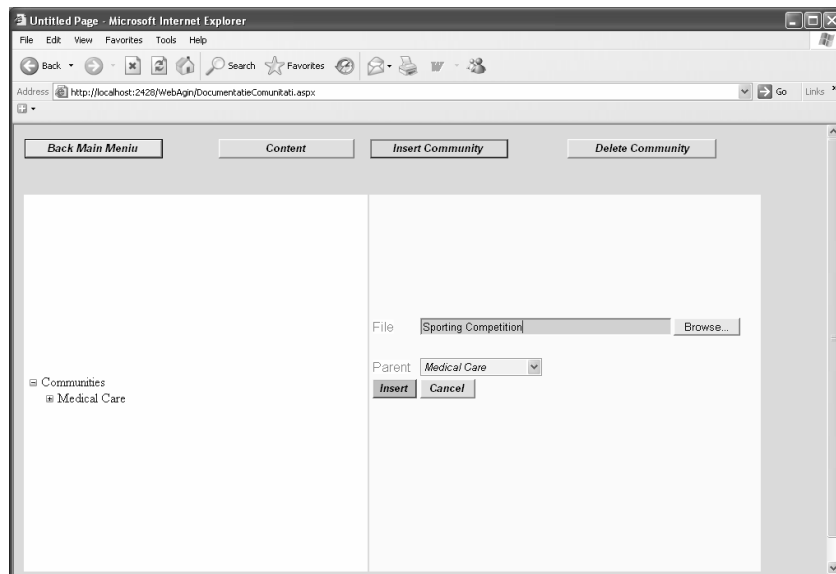 Untitled Page - Microsoft Internet Explorer
File Edit View Favorites Tools Help
Back Search Favorites
Address http://localhost:2428/WebAgin/DocumentatieComunitati.aspx Go Links
Back Main Meniu Content Insert Community Delete Community
File Sporting Competition Browse...
Parent Medical Care
Communities
Insert Cancel
Medical Care